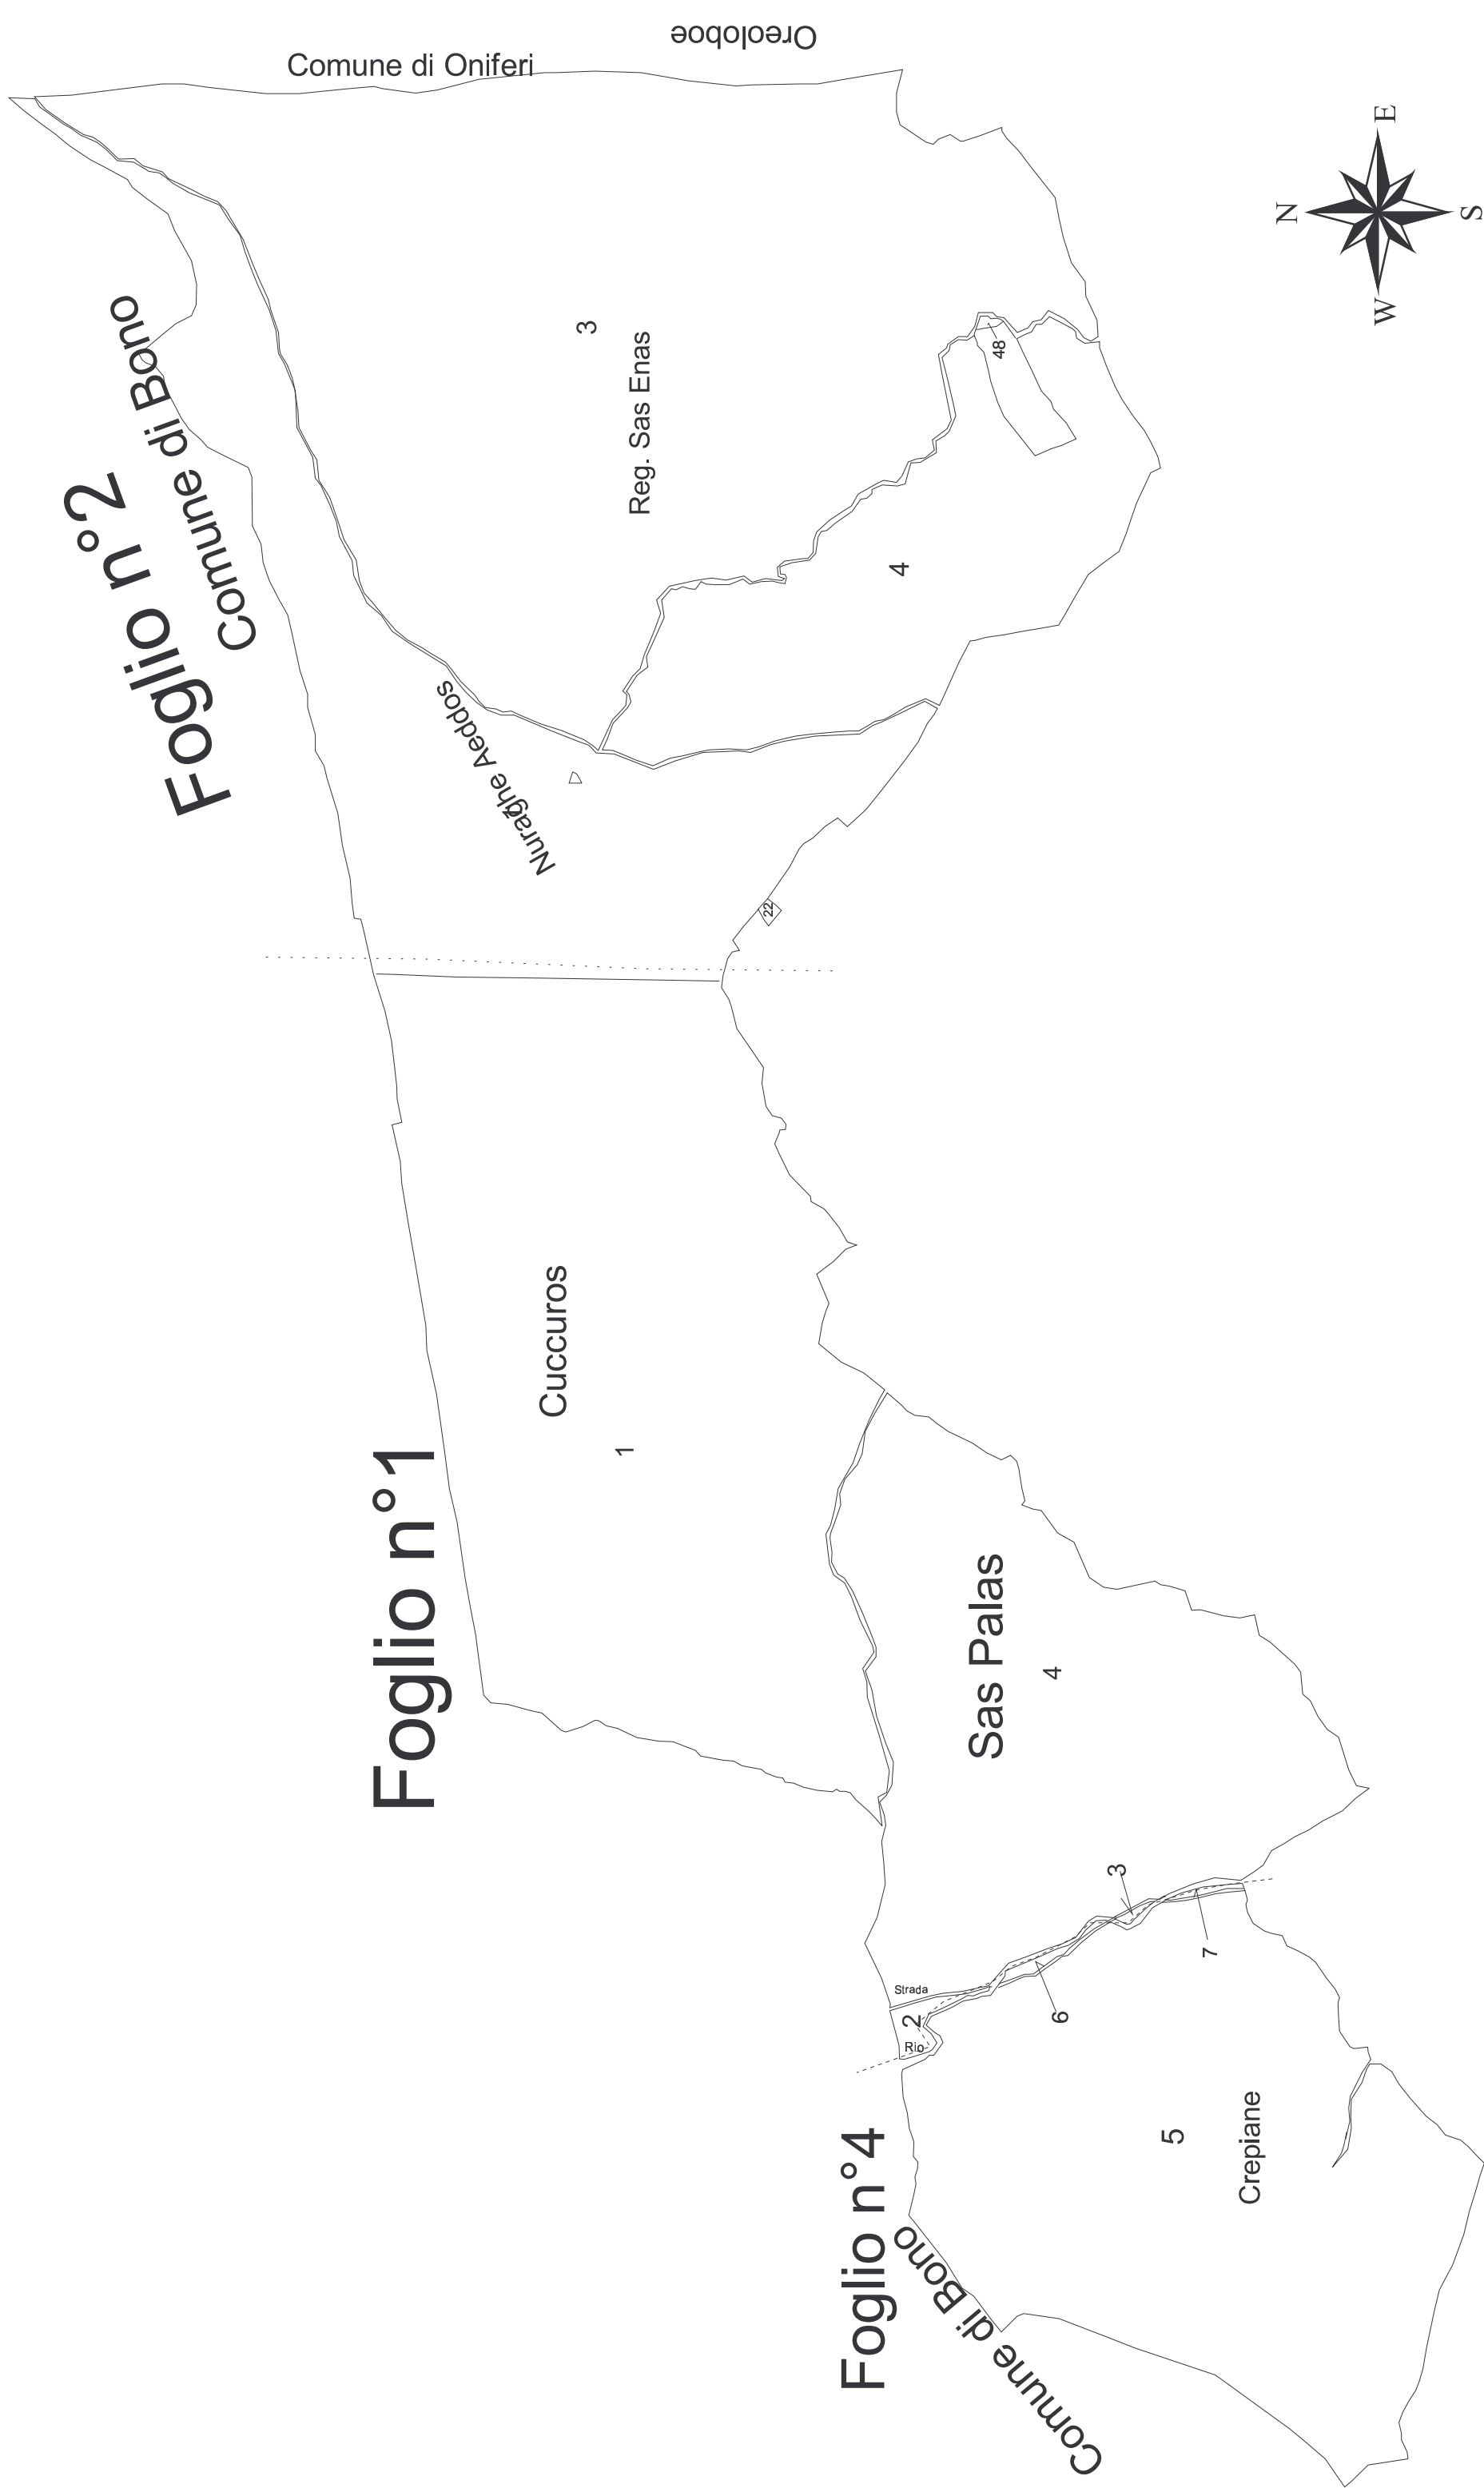 Comune di Oniferi
Oreoloboe
Foglio n°2
Comune di Bono
3
Reg. Sas Enas
48
4
Nuraghe Aeddos
22
Foglio n°1
Cuccuros
1
Sas Palas
4
3
7
6
Strada
2
Rio
Foglio n°4
Comune di Bono
5
Crepiane
N
E
S
W